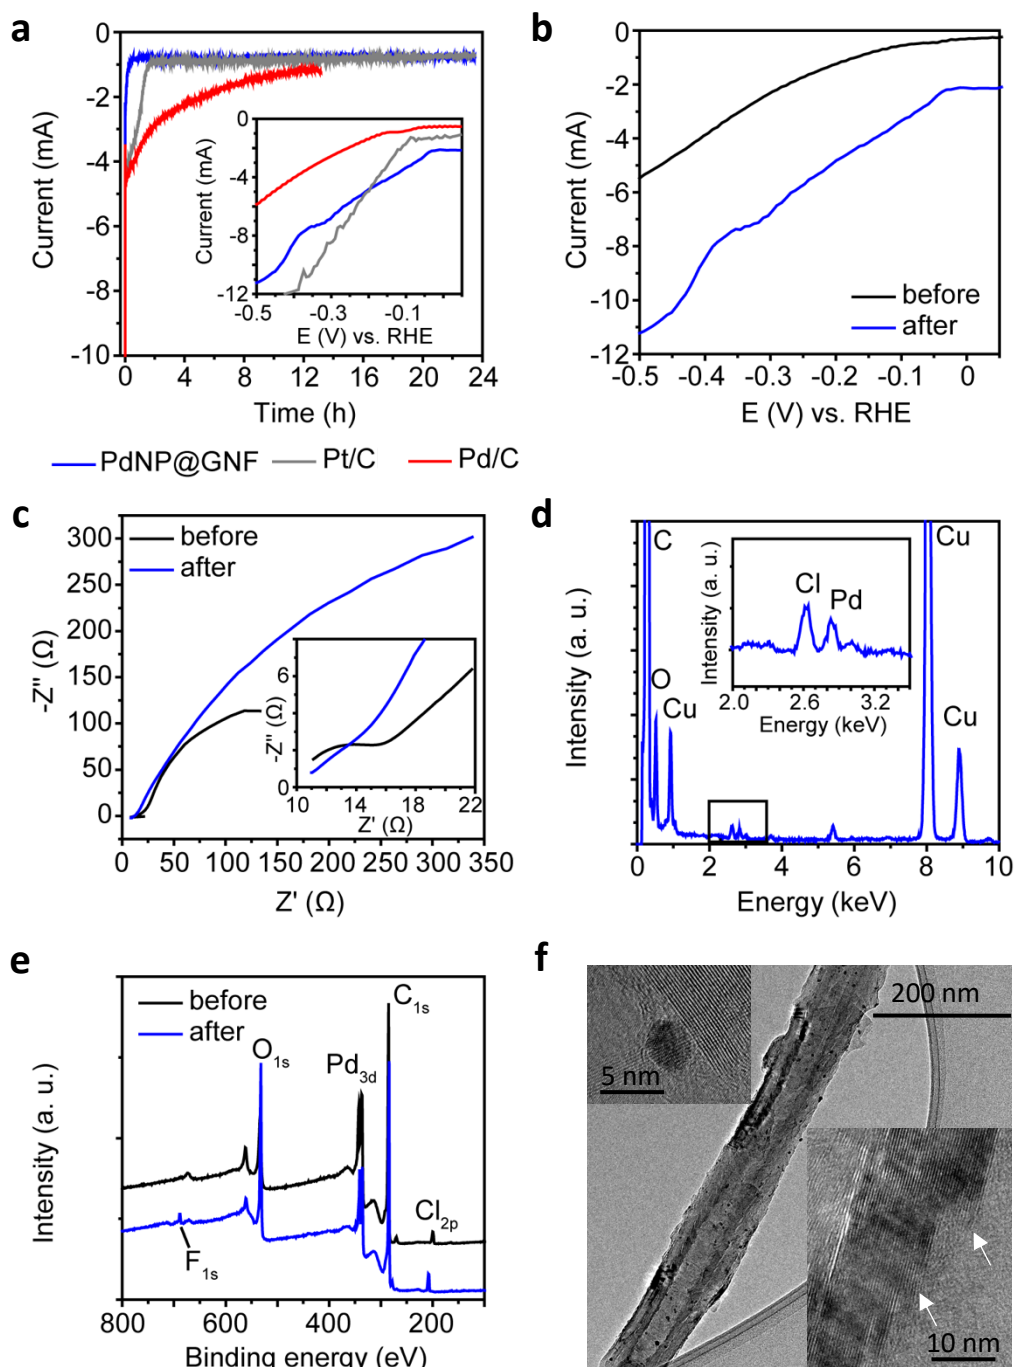 a
0
-2
-4
-6
-8
-10
Current (mA)
0 4 8 12 16 20 24
Time (h)
0
-4
-8
-12
Current (mA)
-0.5 -0.3 -0.1
E (V) vs. RHE
b
0
-2
-4
-6
-8
-10
-12
Current (mA)
before
after
-0.5 -0.4 -0.3 -0.2 -0.1 0
E (V) vs. RHE
PdNP@GNF Pt/C Pd/C
c
before
after
300
250
200
150
100
50
0
-Z" (Ω)
0 50 100 150 200 250 300 350
Z' (Ω)
6
3
0
-Z" (Ω)
10 14 18 22
Z' (Ω)
d
C
O
Cu
Cu
Cu
Intensity (a. u.)
0 2 4 6 8 10
Energy (keV)
Cl
Pd
Intensity (a. u.)
2.0 2.6 3.2
Energy (keV)
e
before
after
C1s
O1s
Pd3d
Cl2p
F1s
Intensity (a. u.)
800 600 400 200
Binding energy (eV)
f
200 nm
5 nm
10 nm